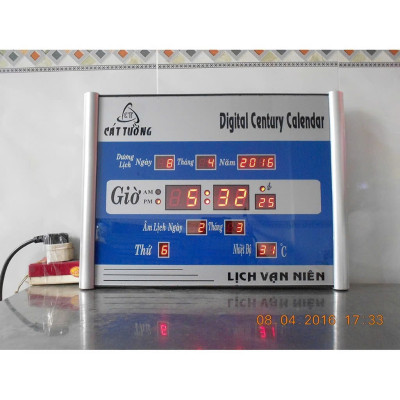 CT
CÁT TƯỜNG
Digital Century Calendar
Dương Lịch Ngày 8 Tháng 4 Năm 2016
Giờ AM PM 5:32 25
Âm Lịch Ngày 2 Tháng 3
Thứ 6 Nhiệt Độ 31°C
LỊCH VẠN NIÊN
08.04.2016 17:33